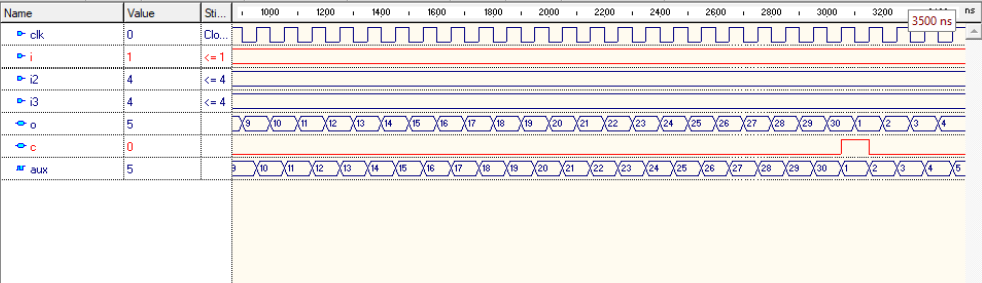 Name Value Sti... 1000 1200 1400 1600 1800 2000 2200 2400 2600 2800 3000 3200 ns
3500 ns
clk 0 Clo...
i 1 <= 1
i2 4 <= 4
i3 4 <= 4
o 5 9 10 11 12 13 14 15 16 17 18 19 20 21 22 23 24 25 26 27 28 29 30 1 2 3 4
c 0
aux 5 9 10 11 12 13 14 15 16 17 18 19 20 21 22 23 24 25 26 27 28 29 30 1 2 3 4 5